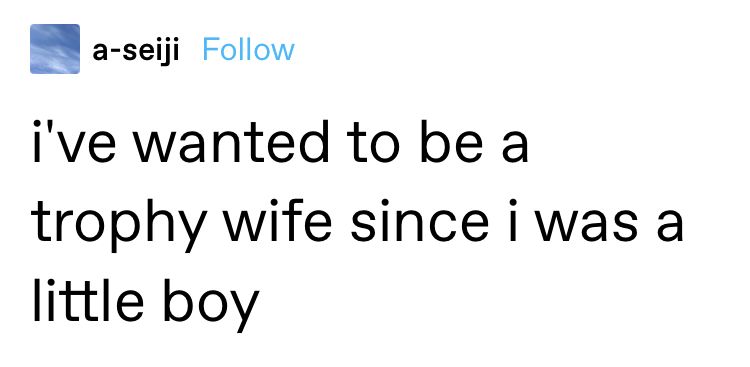 a-seiji Follow
i've wanted to be a
trophy wife since i was a
little boy